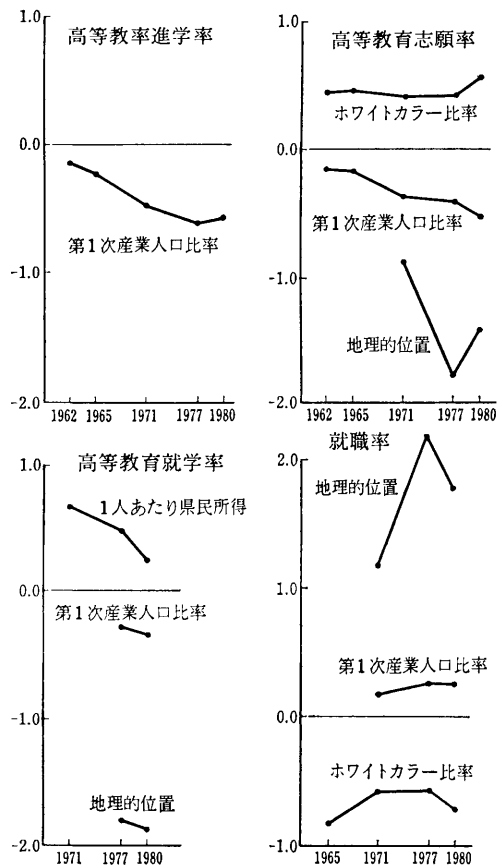 高等教率進学率
1.0
0.0
第1次産業人口比率
-1.0
-2.0
1962 1965 1971 1977 1980
高等教育志願率
1.0
ホワイトカラー比率
0.0
第1次産業人口比率
-1.0
地理的位置
-2.0
1962 1965 1971 1977 1980
高等教育就学率
1.0
1人あたり県民所得
0.0
第1次産業人口比率
-1.0
地理的位置
-2.0
1971 1977 1980
就職率
2.0
地理的位置
1.0
第1次産業人口比率
0.0
ホワイトカラー比率
-1.0
1965 1971 1977 1980